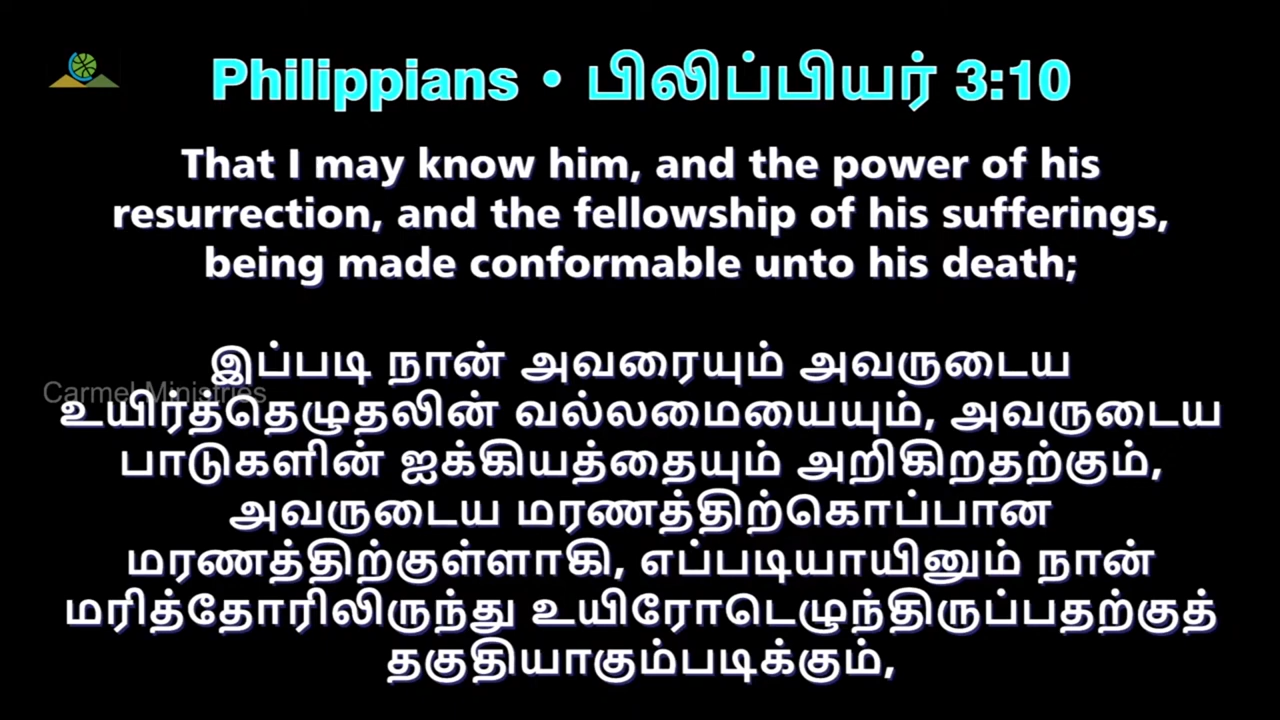 Philippians • பிலிப்பியர் 3:10
That I may know him, and the power of his
resurrection, and the fellowship of his sufferings,
being made conformable unto his death;
இப்படி நான் அவரையும் அவருடைய
Carmel Ministries
உயிர்த்தெழுதலின் வல்லமையையும், அவருடைய
பாடுகளின் ஐக்கியத்தையும் அறிகிறதற்கும்,
அவருடைய மரணத்திற்கொப்பான
மரணத்திற்குள்ளாகி, எப்படியாயினும் நான்
மரித்தோரிலிருந்து உயிரோடெழுந்திருப்பதற்குத்
தகுதியாகும்படிக்கும்,